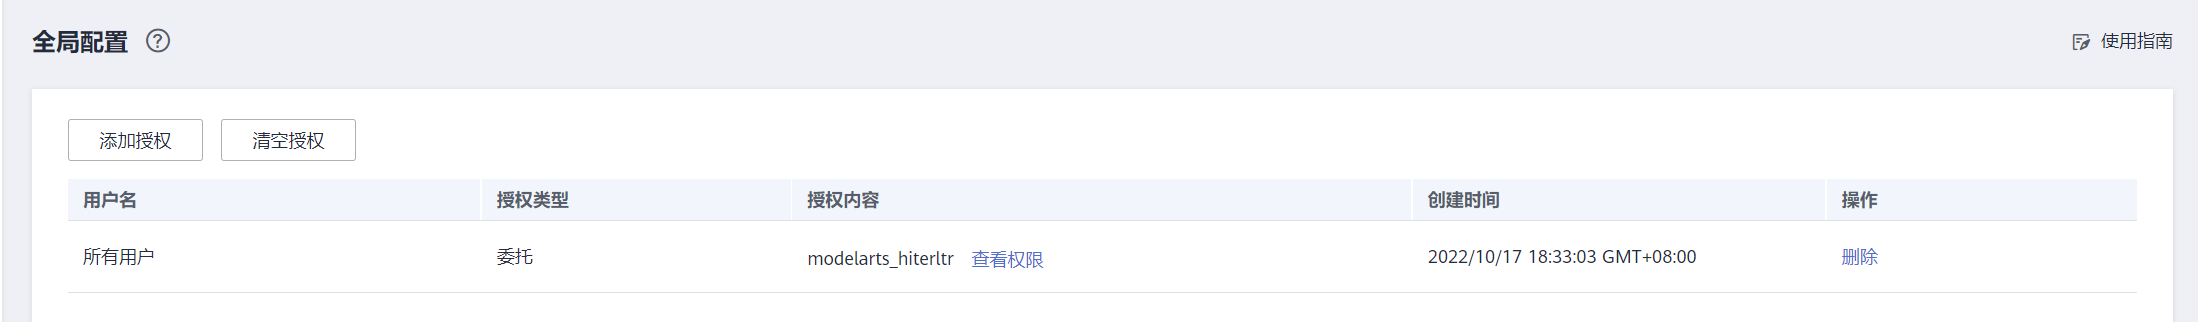 全局配置
使用指南
添加授权 清空授权
用户名 授权类型 授权内容 创建时间 操作
所有用户 委托 modelarts_hiterltr 查看权限 2022/10/17 18:33:03 GMT+08:00 删除